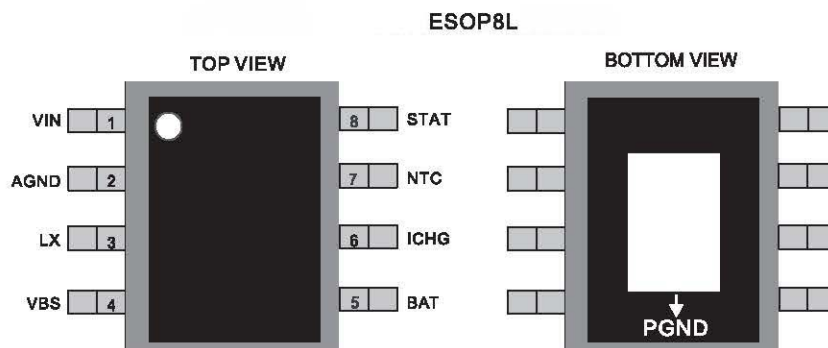 ESOP8L
TOP VIEW
BOTTOM VIEW
VIN 1
8 STAT
AGND 2
7 NTC
LX 3
6 ICHG
VBS 4
5 BAT
PGND